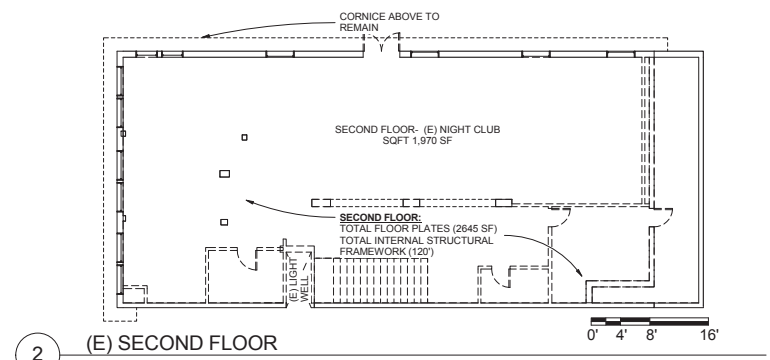 CORNICE ABOVE TO
REMAIN
SECOND FLOOR- (E) NIGHT CLUB
SQFT 1,970 SF
SECOND FLOOR:
TOTAL FLOOR PLATES (2645 SF)
TOTAL INTERNAL STRUCTURAL
FRAMEWORK (120')
(E) LIGHT
WELL
0' 4' 8' 16'
2 (E) SECOND FLOOR